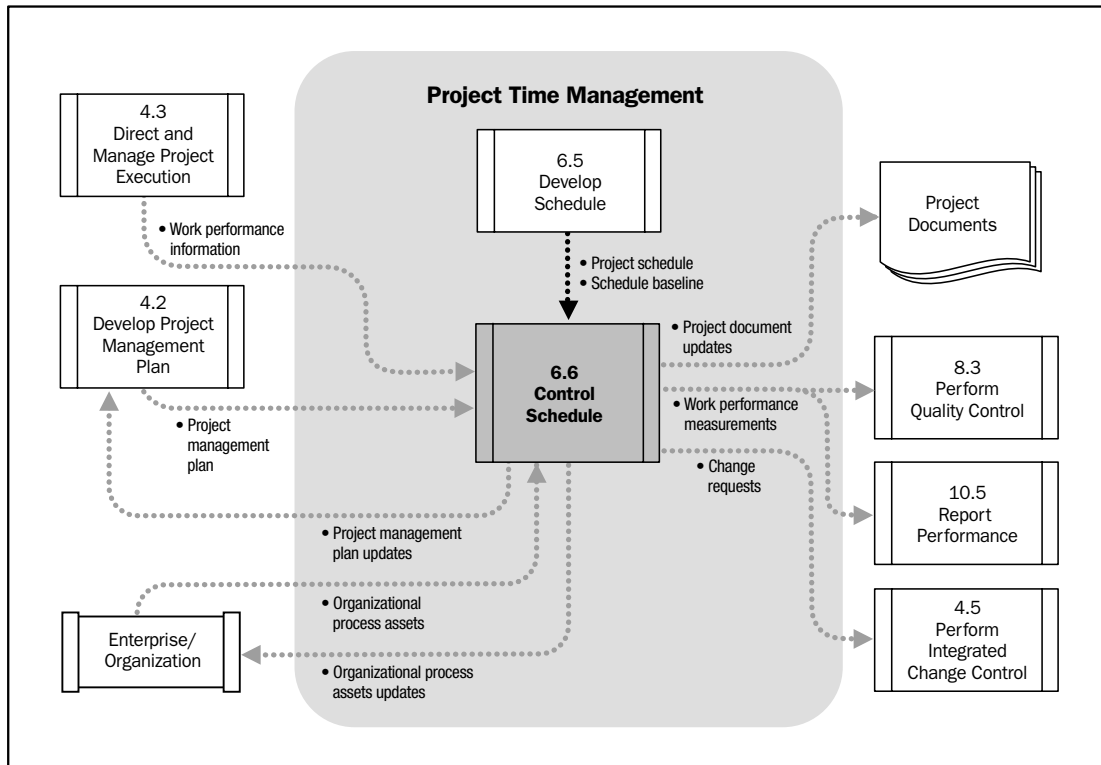 Project Time Management
4.3
Direct and
Manage Project
Execution
6.5
Develop
Schedule
Project
Documents
• Work performance
information
• Project schedule
• Schedule baseline
4.2
Develop Project
Management
Plan
• Project document
updates
6.6
Control
Schedule
8.3
Perform
Quality Control
• Project
management
plan
• Work performance
measurements
• Change
requests
10.5
Report
Performance
• Project management
plan updates
• Organizational
process assets
Enterprise/
Organization
4.5
Perform
Integrated
Change Control
• Organizational process
assets updates